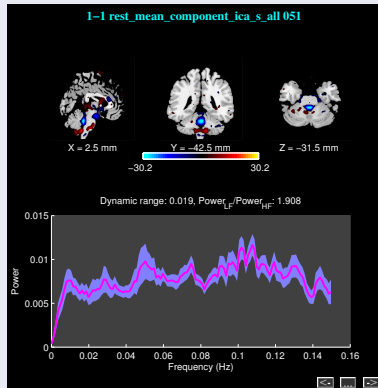 1−1 rest_mean_component_ica_s_all 051
X = 2.5 mm
Y = −42.5 mm
Z = −31.5 mm
−30.2
30.2
Dynamic range: 0.019, Power_LF/Power_HF: 1.908
0.015
0.01
0.005
0
Power
0
0.02
0.04
0.06
0.08
0.1
0.12
0.14
0.16
Frequency (Hz)
<-
...
->